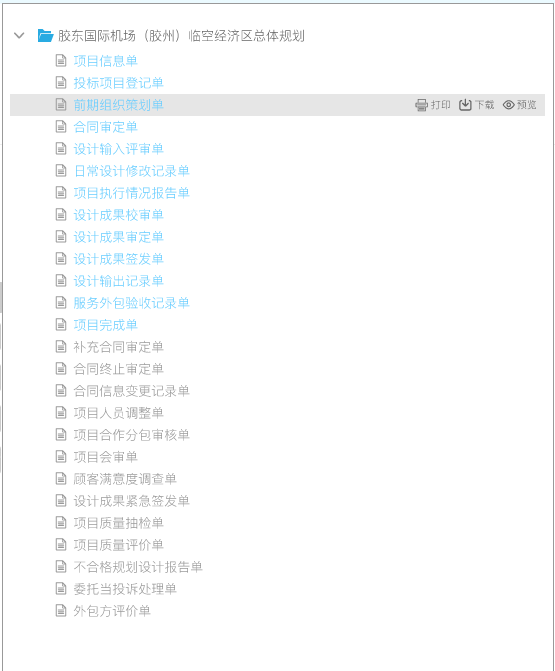 胶东国际机场（胶州）临空经济区总体规划
项目信息单
投标项目登记单
前期组织策划单 打印 下载 预览
合同审定单
设计输入评审单
日常设计修改记录单
项目执行情况报告单
设计成果校审单
设计成果审定单
设计成果签发单
设计输出记录单
服务外包验收记录单
项目完成单
补充合同审定单
合同终止审定单
合同信息变更记录单
项目人员调整单
项目合作分包审核单
项目会审单
顾客满意度调查单
设计成果紧急签发单
项目质量抽检单
项目质量评价单
不合格规划设计报告单
委托当投诉处理单
外包方评价单